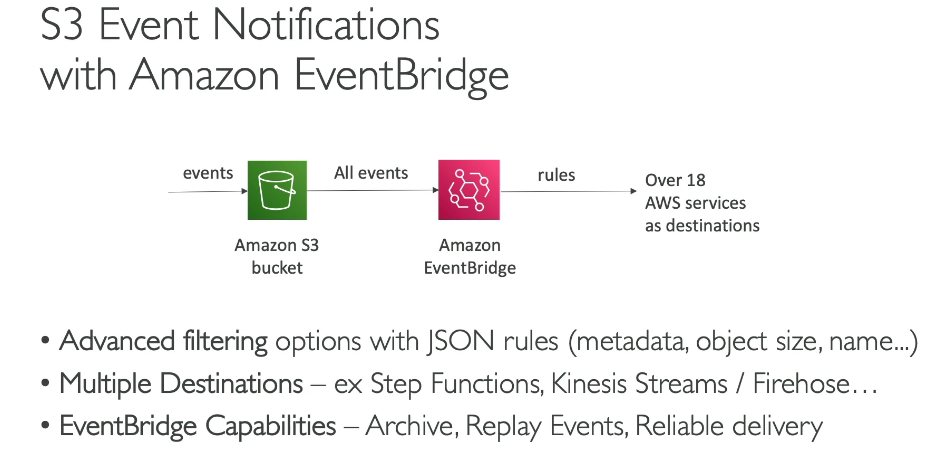 S3 Event Notifications
with Amazon EventBridge
events
All events
rules
Over 18
AWS services
as destinations
Amazon S3
bucket
Amazon
EventBridge
• Advanced filtering options with JSON rules (metadata, object size, name...)
• Multiple Destinations – ex Step Functions, Kinesis Streams / Firehose…
• EventBridge Capabilities – Archive, Replay Events, Reliable delivery